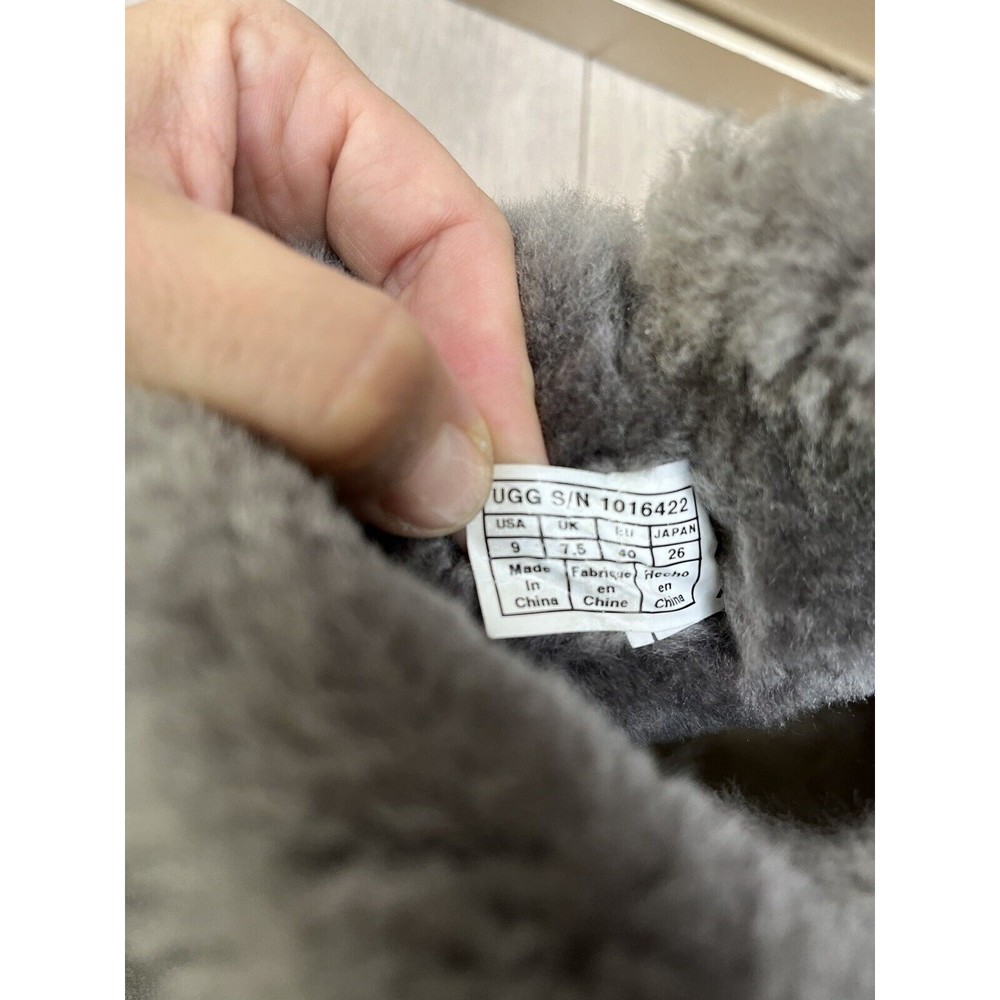 UGG S/N 1016422
USA UK EU JAPAN
9 7.5 40 26
Made Fabrique Hecho
In en en
China Chine China